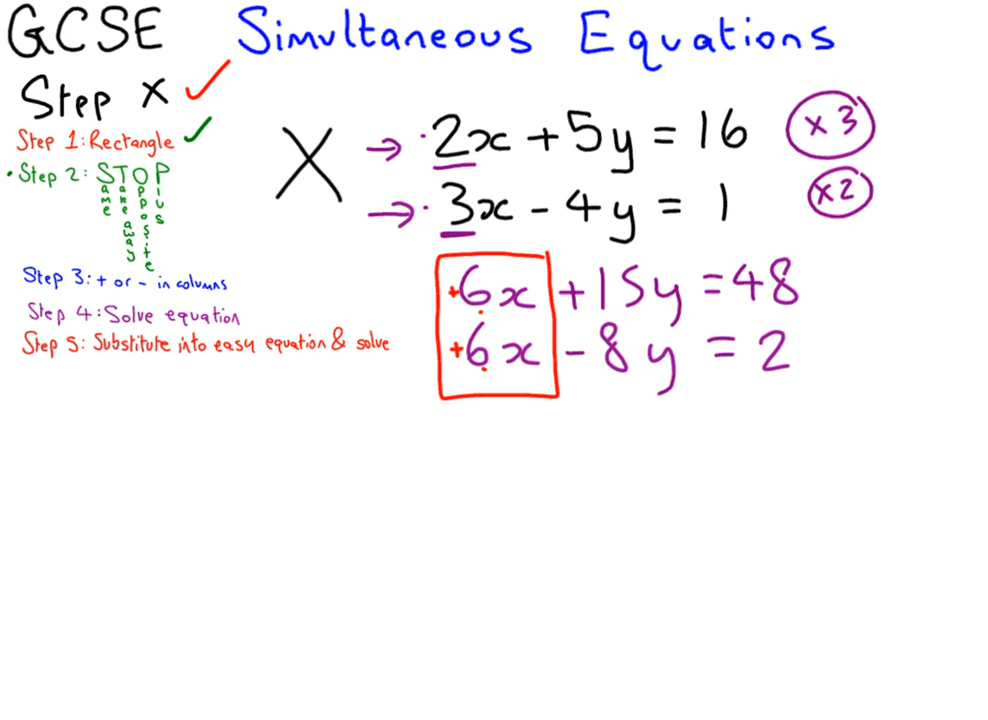 GCSE Simultaneous Equations
Step X ✓
Step 1: Rectangle ✓
• Step 2: STOP
Same
Take away
Opposite
Plus
Step 3: + or - in columns
Step 4: Solve equation
Step 5: Substitute into easy equation & solve
X → • 2x + 5y = 16 ×3
→ • 3x - 4y = 1 ×2
+6x + 15y = 48
+6x - 8y = 2